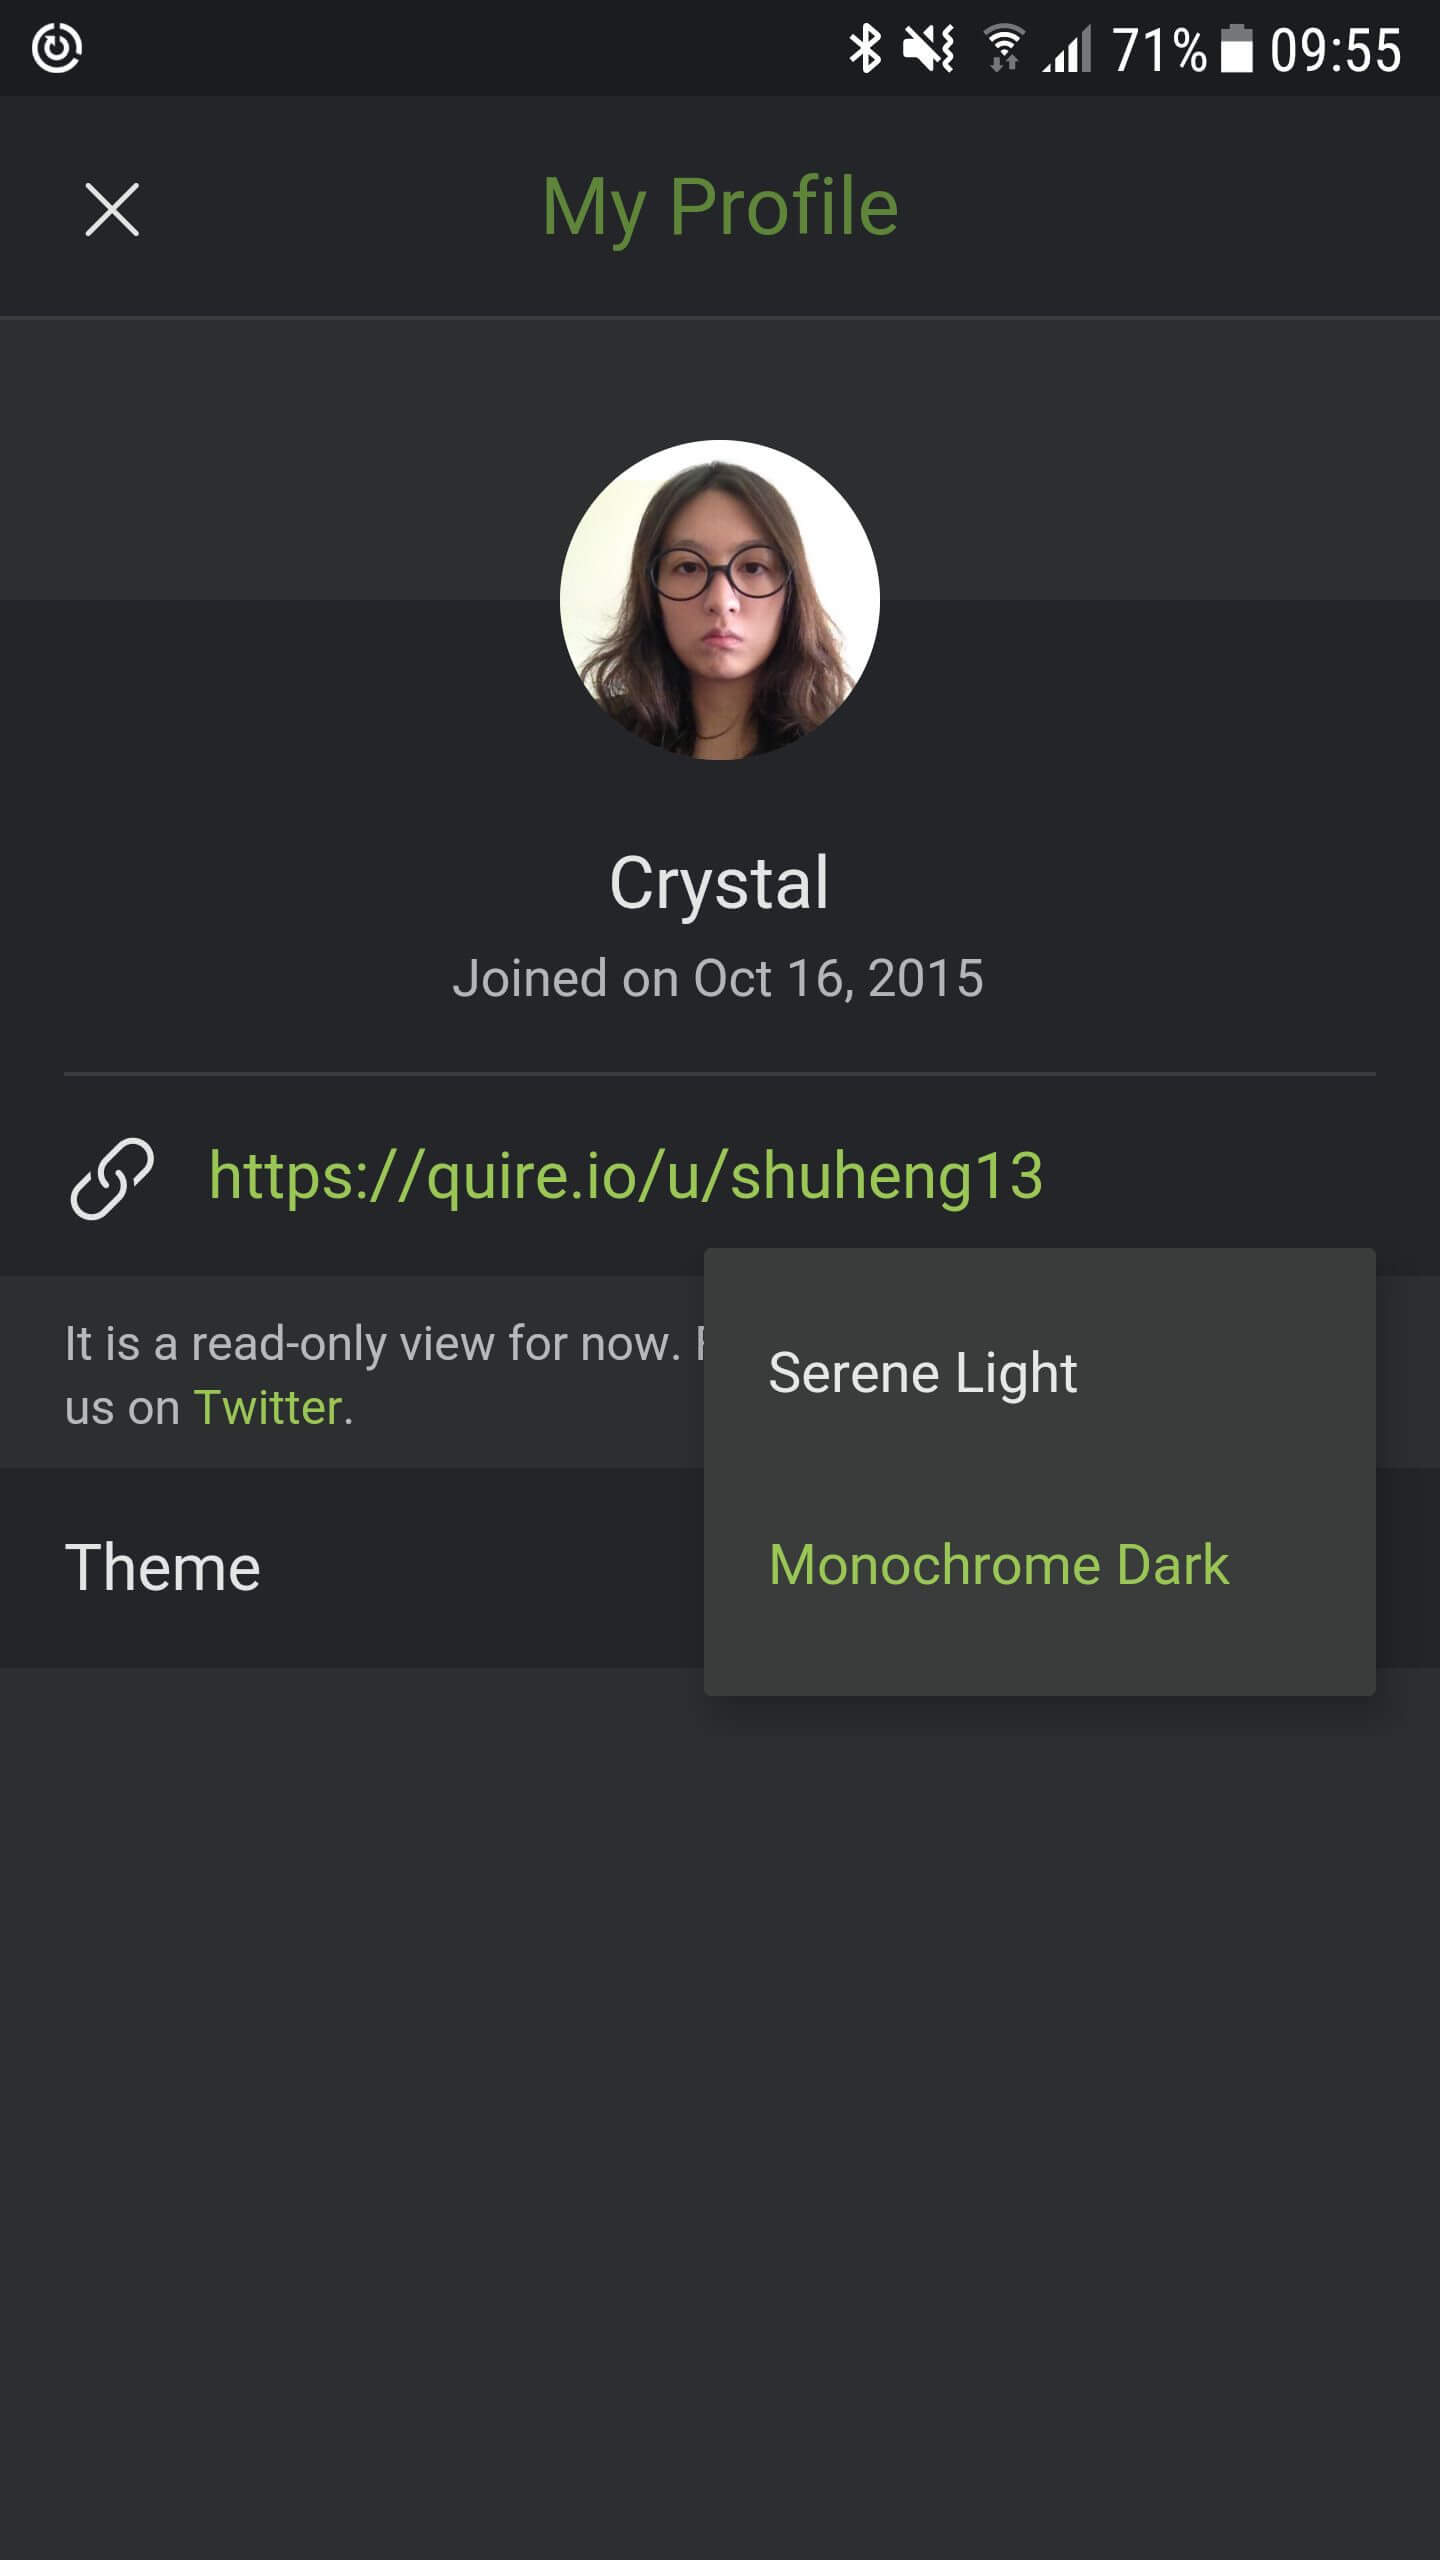 71% 09:55
My Profile
Crystal
Joined on Oct 16, 2015
https://quire.io/u/shuheng13
It is a read-only view for now.
us on Twitter.
Serene Light
Theme
Monochrome Dark